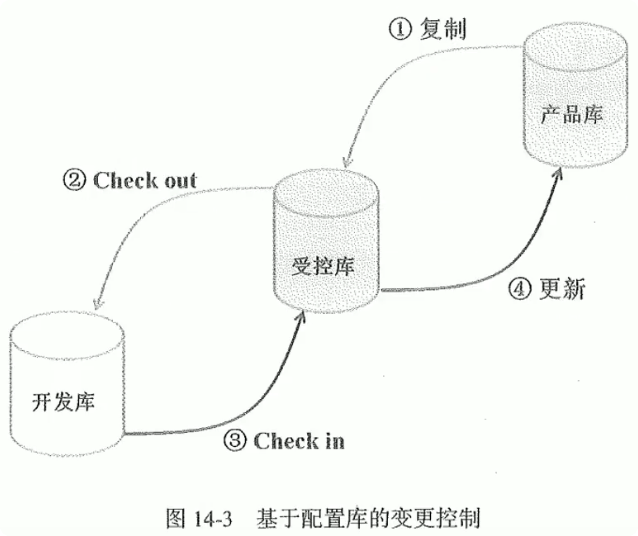 ① 复制
产品库
② Check out
受控库
④ 更新
开发库
③ Check in
图 14-3 基于配置库的变更控制